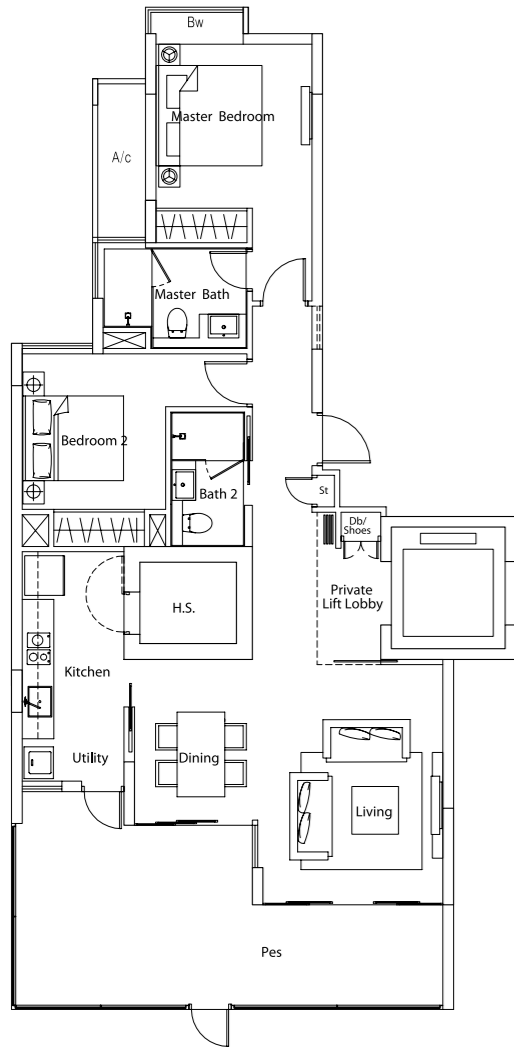 Bw
Master Bedroom
A/c
Master Bath
Bedroom 2
Bath 2
St
Db/
Shoes
H.S.
Private
Lift Lobby
Kitchen
Utility
Dining
Living
Pes